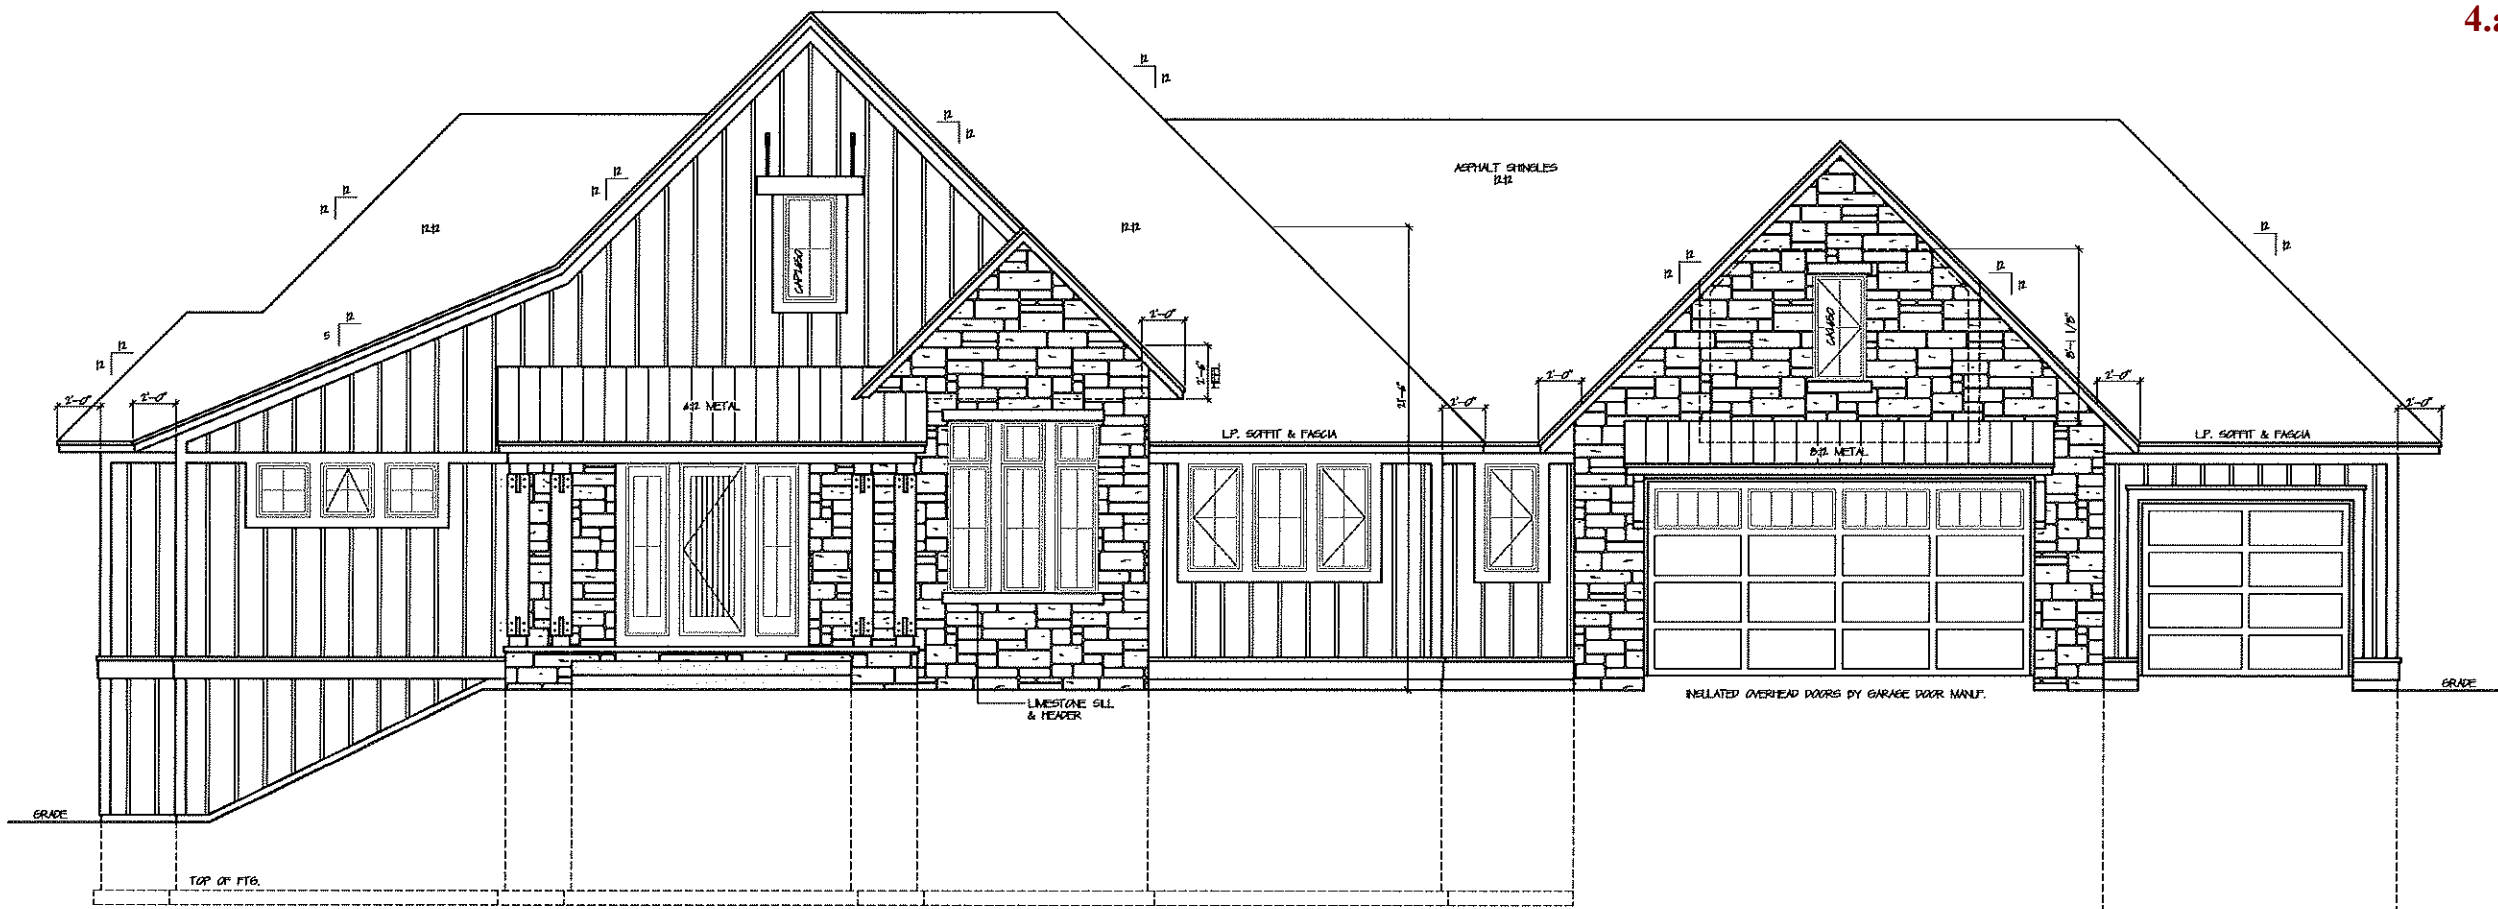 4.a
12
12
12
12
12
12
12
12
ASPHALT SHINGLES
12:12
12
12
12:12
12:12
12
12
CAP1650
12
12
12
12
2'-0"
CAX1650
8'-1 1/8"
12
5
12
12
2'-6"
HEEL
21'-6"
2'-0"
2'-0"
2'-0"
2'-0"
2'-0"
2'-0"
6:12 METAL
L.P. SOFFIT & FASCIA
L.P. SOFFIT & FASCIA
8:12 METAL
INSULATED OVERHEAD DOORS BY GARAGE DOOR MANUF.
GRADE
LIMESTONE SILL
& HEADER
GRADE
TOP OF FTG.